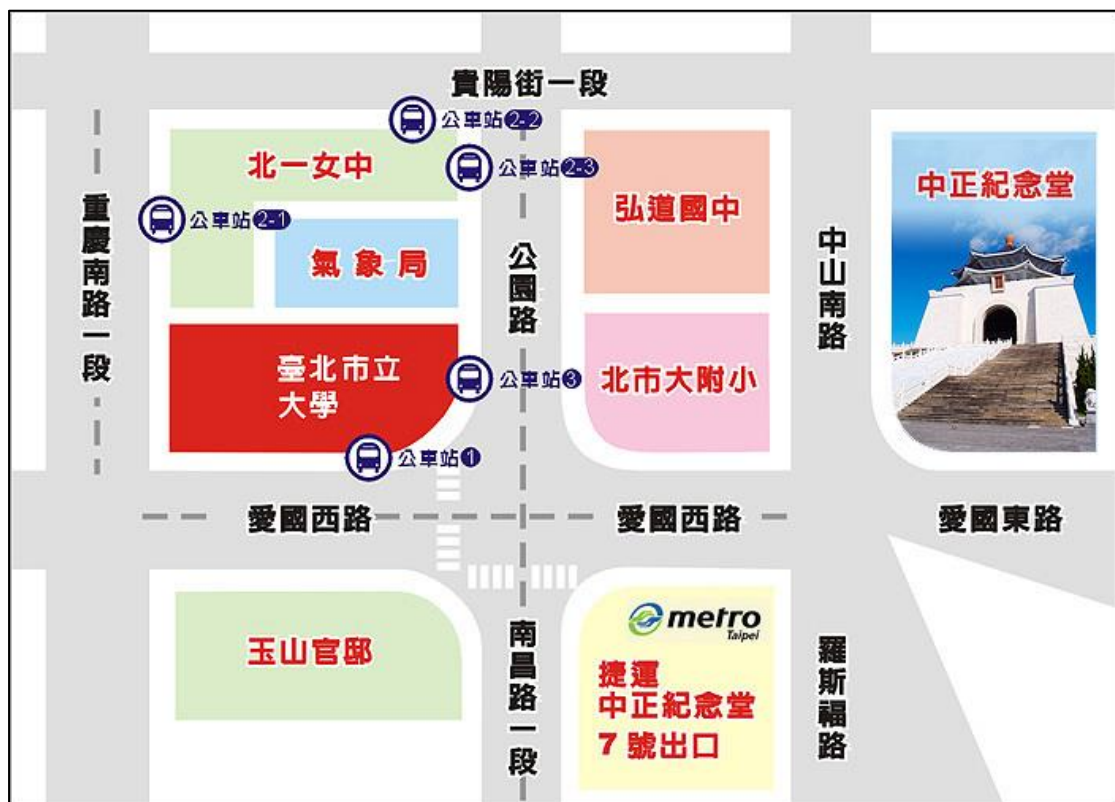 貴陽街一段
公車站2-2
北一女中
公車站2-3
中正紀念堂
弘道國中
公車站2-1
重慶南路一段
氣象局
公園路
中山南路
臺北市立
大學
公車站3
北市大附小
公車站1
愛國西路
愛國西路
愛國東路
metro
Taipei
玉山官邸
南昌路一段
捷運
中正紀念堂
7號出口
羅斯福路